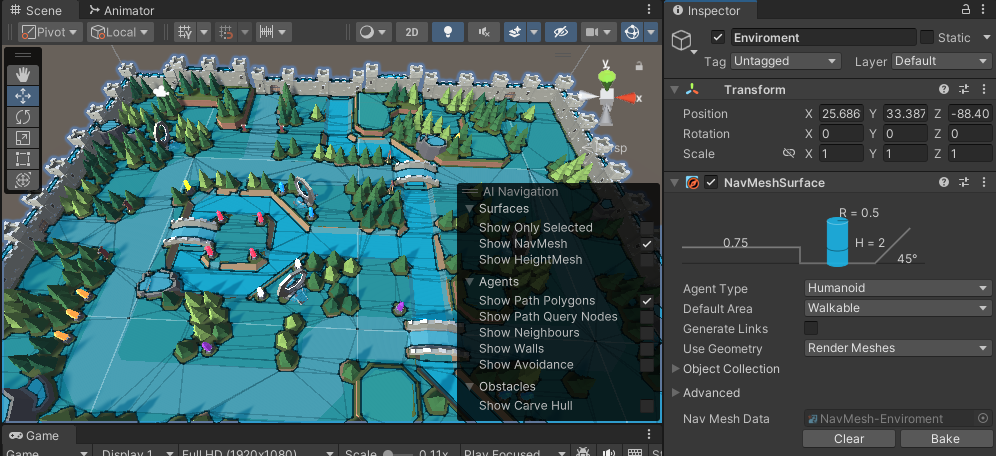 Scene
Animator
Pivot
Local
2D
y
x
Persp
AI Navigation
Surfaces
Show Only Selected
Show NavMesh
Show HeightMesh
Agents
Show Path Polygons
Show Path Query Nodes
Show Neighbours
Show Walls
Show Avoidance
Obstacles
Show Carve Hull
Game
Game
Display 1
Full HD (1920x1080)
Scale
0.11x
Play Focused
Inspector
Enviroment
Static
Tag Untagged
Layer Default
Transform
Position X 25.686 Y 33.387 Z -88.40
Rotation X 0 Y 0 Z 0
Scale X 1 Y 1 Z 1
NavMeshSurface
R = 0.5
0.75
H = 2
45°
Agent Type Humanoid
Default Area Walkable
Generate Links
Use Geometry Render Meshes
Object Collection
Advanced
Nav Mesh Data NavMesh-Enviroment
Clear
Bake